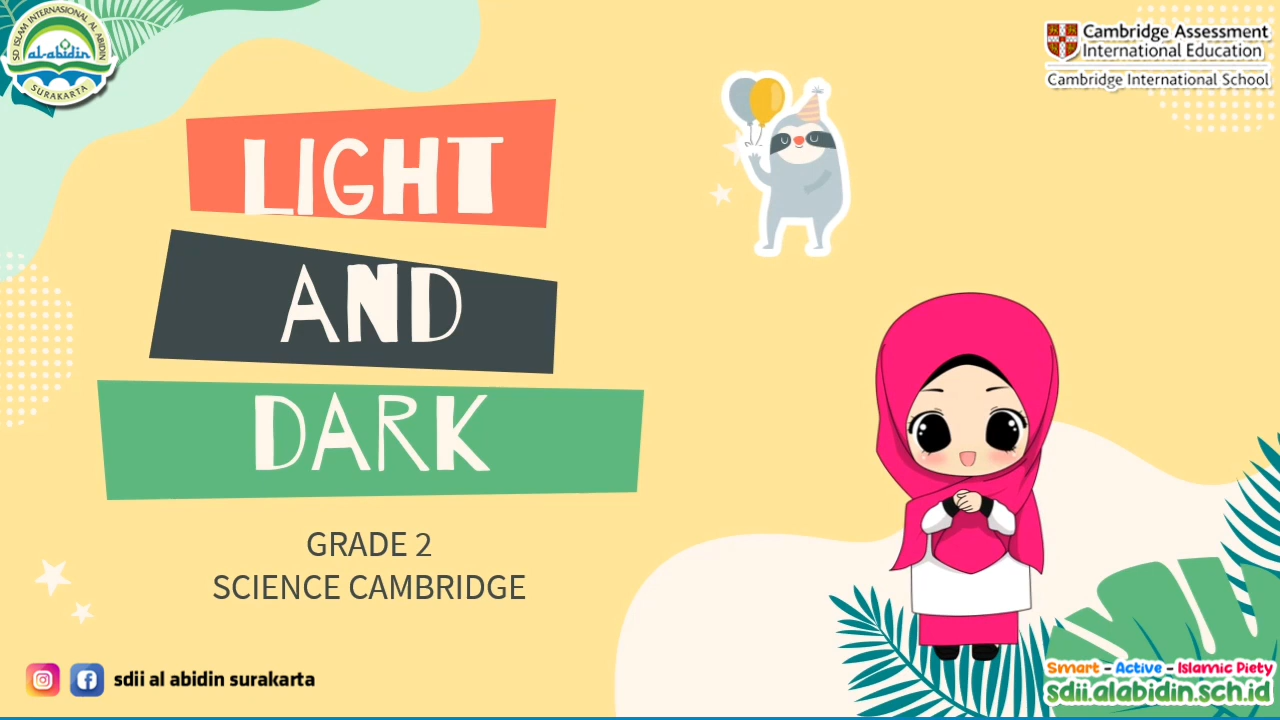 SD ISLAM INTERNASIONAL AL ABIDIN
al-abidin
SURAKARTA
Cambridge Assessment
International Education
Cambridge International School
LIGHT
AND
DARK
GRADE 2
SCIENCE CAMBRIDGE
sdii al abidin surakarta
Smart - Active - Islamic Piety
sdii.alabidin.sch.id